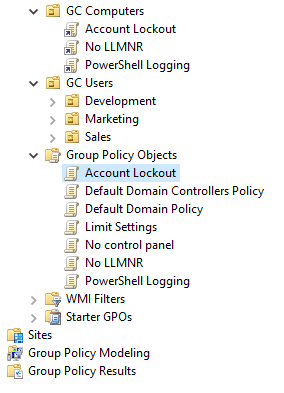 GC Computers
Account Lockout
No LLMNR
PowerShell Logging
GC Users
Development
Marketing
Sales
Group Policy Objects
Account Lockout
Default Domain Controllers Policy
Default Domain Policy
Limit Settings
No control panel
No LLMNR
PowerShell Logging
WMI Filters
Starter GPOs
Sites
Group Policy Modeling
Group Policy Results